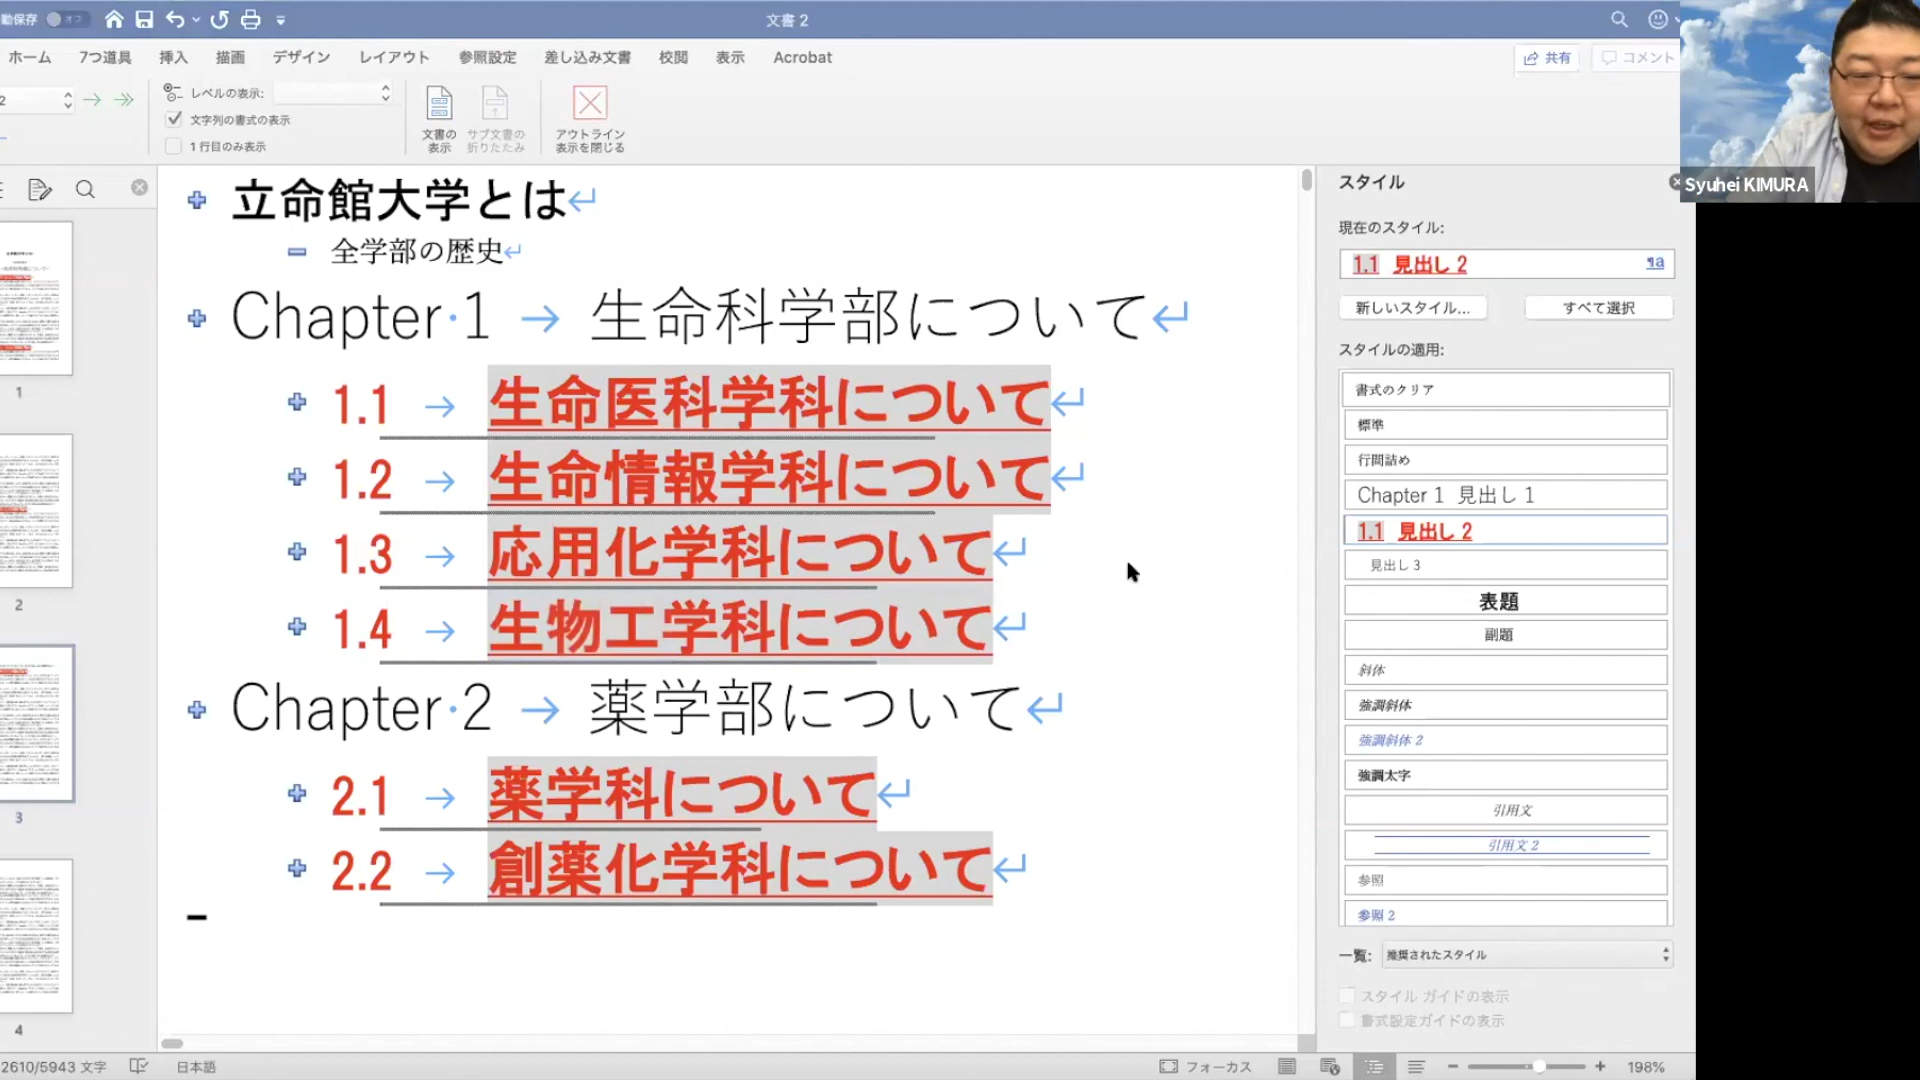 動保存 オフ
文書 2
ホーム 7つ道具 挿入 描画 デザイン レイアウト 参照設定 差し込み文書 校閲 表示 Acrobat
共有 コメント
2
レベルの表示:
文字列の書式の表示
1 行目のみ表示
文書の
表示
サブ文書の
折りたたみ
アウトライン
表示を閉じる
Syuhei KIMURA
1
2
3
4
立命館大学とは
全学部の歴史
Chapter 1 → 生命科学部について
1.1 → 生命医科学科について
1.2 → 生命情報学科について
1.3 → 応用化学科について
1.4 → 生物工学科について
Chapter 2 → 薬学部について
2.1 → 薬学科について
2.2 → 創薬化学科について
スタイル
現在のスタイル:
1.1 見出し 2 ¶a
新しいスタイル... すべて選択
スタイルの適用:
書式のクリア
標準
行間詰め
Chapter 1 見出し 1
1.1 見出し 2
見出し 3
表題
副題
斜体
強調斜体
強調斜体 2
強調太字
引用文
引用文 2
参照
参照 2
一覧: 推奨されたスタイル
スタイル ガイドの表示
書式設定ガイドの表示
2610/5943 文字 日本語 フォーカス 198%